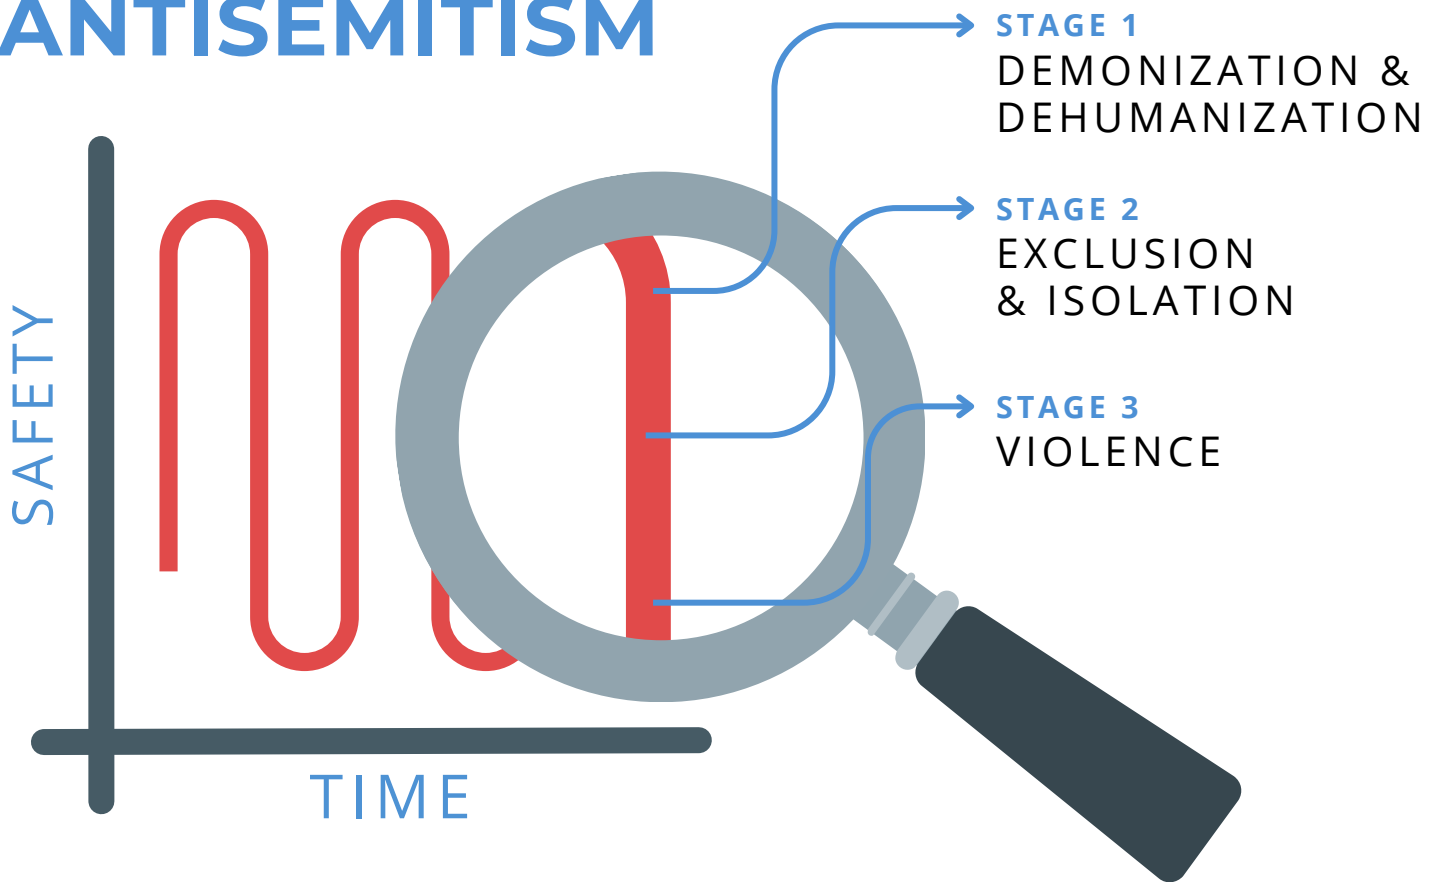 ANTISEMITISM
STAGE 1
DEMONIZATION &
DEHUMANIZATION
STAGE 2
EXCLUSION
& ISOLATION
STAGE 3
VIOLENCE
SAFETY
TIME